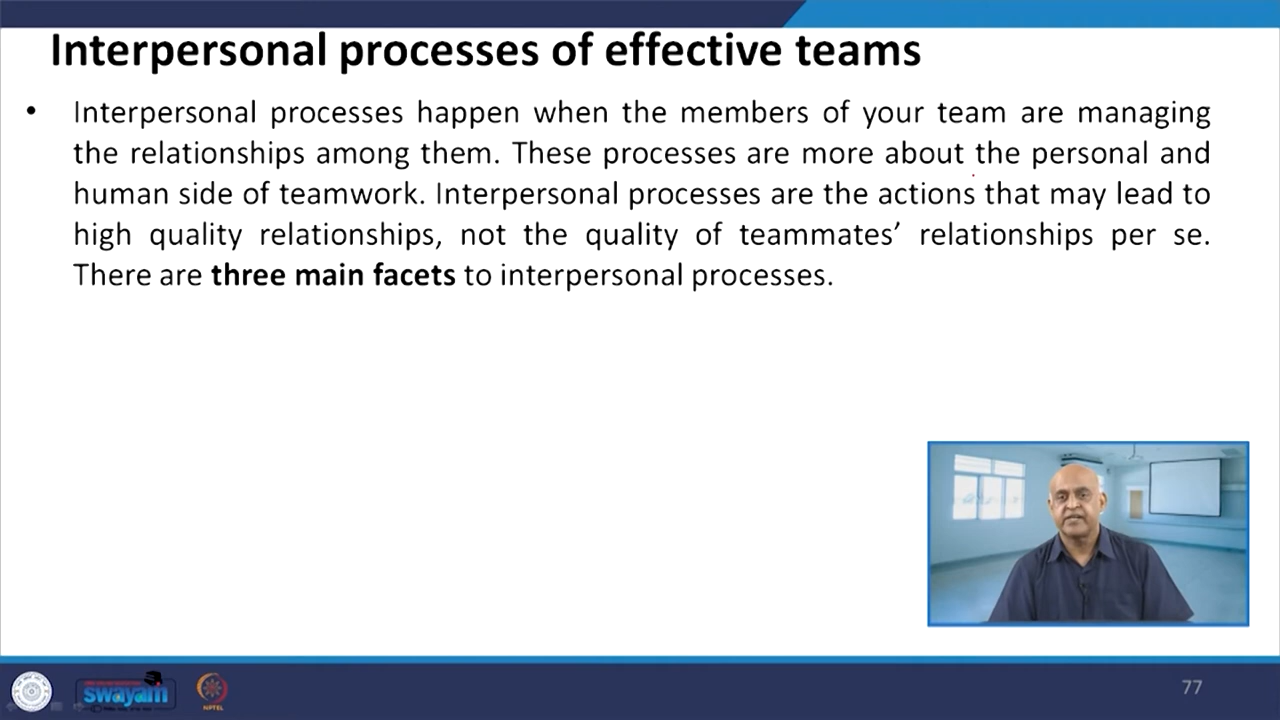 Interpersonal processes of effective teams
• Interpersonal processes happen when the members of your team are managing
the relationships among them. These processes are more about the personal and
human side of teamwork. Interpersonal processes are the actions that may lead to
high quality relationships, not the quality of teammates’ relationships per se.
There are three main facets to interpersonal processes.
swayam
NPTEL
77